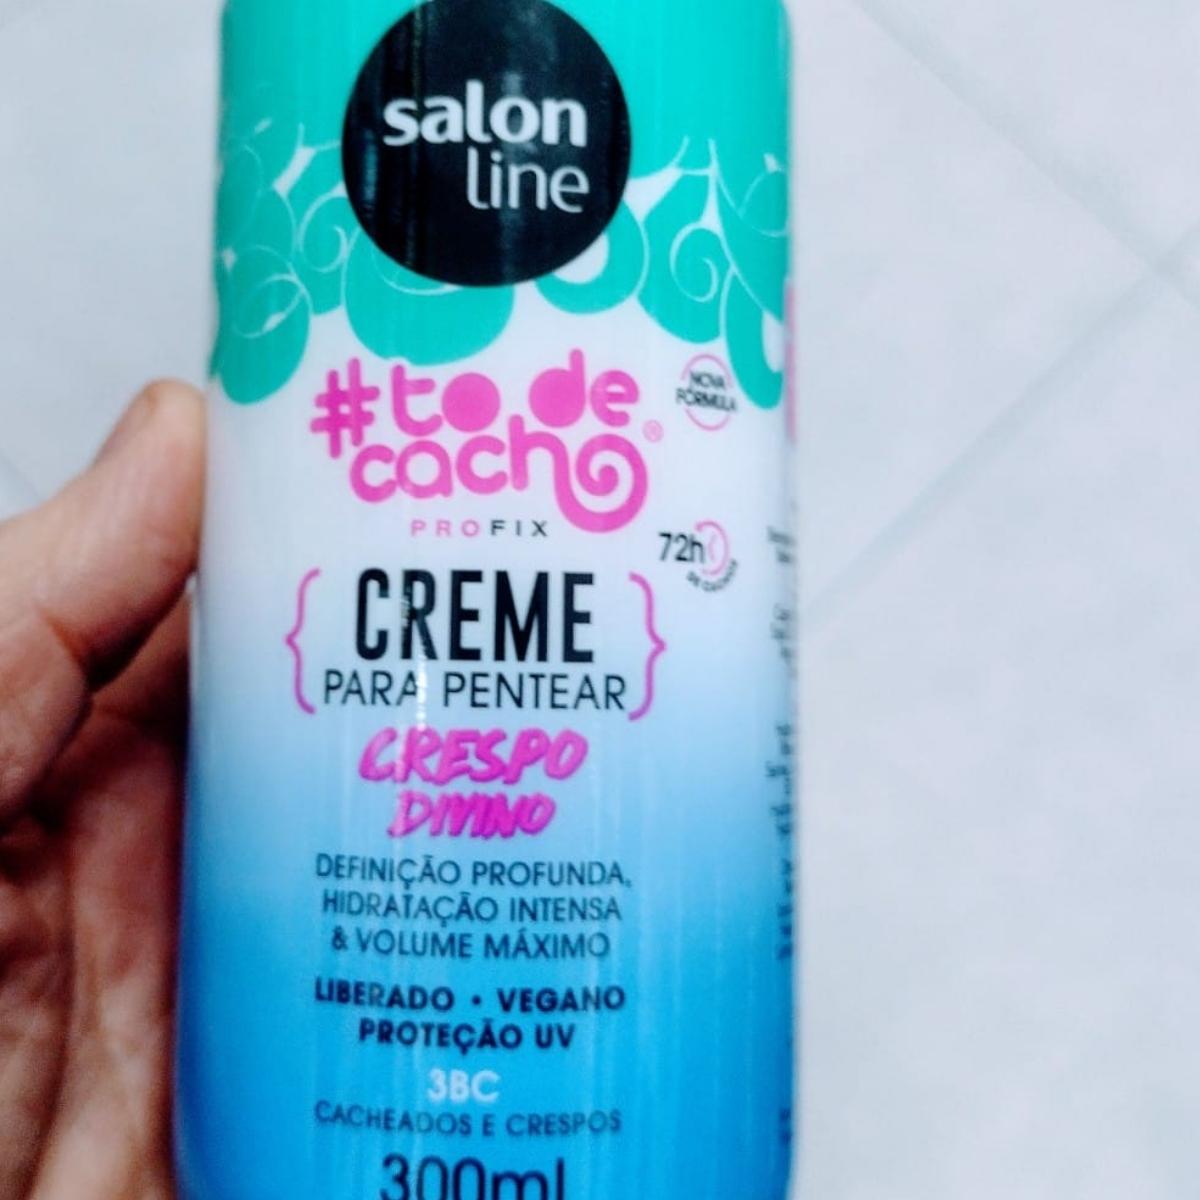 salon
line
#to de
cacho®
NOVA
FÓRMULA
PROFIX
72h
CREME
PARA PENTEAR
CRESPO
DIVINO
DEFINIÇÃO PROFUNDA,
HIDRATAÇÃO INTENSA
& VOLUME MÁXIMO
LIBERADO • VEGANO
PROTEÇÃO UV
3BC
CACHEADOS E CRESPOS
300ml